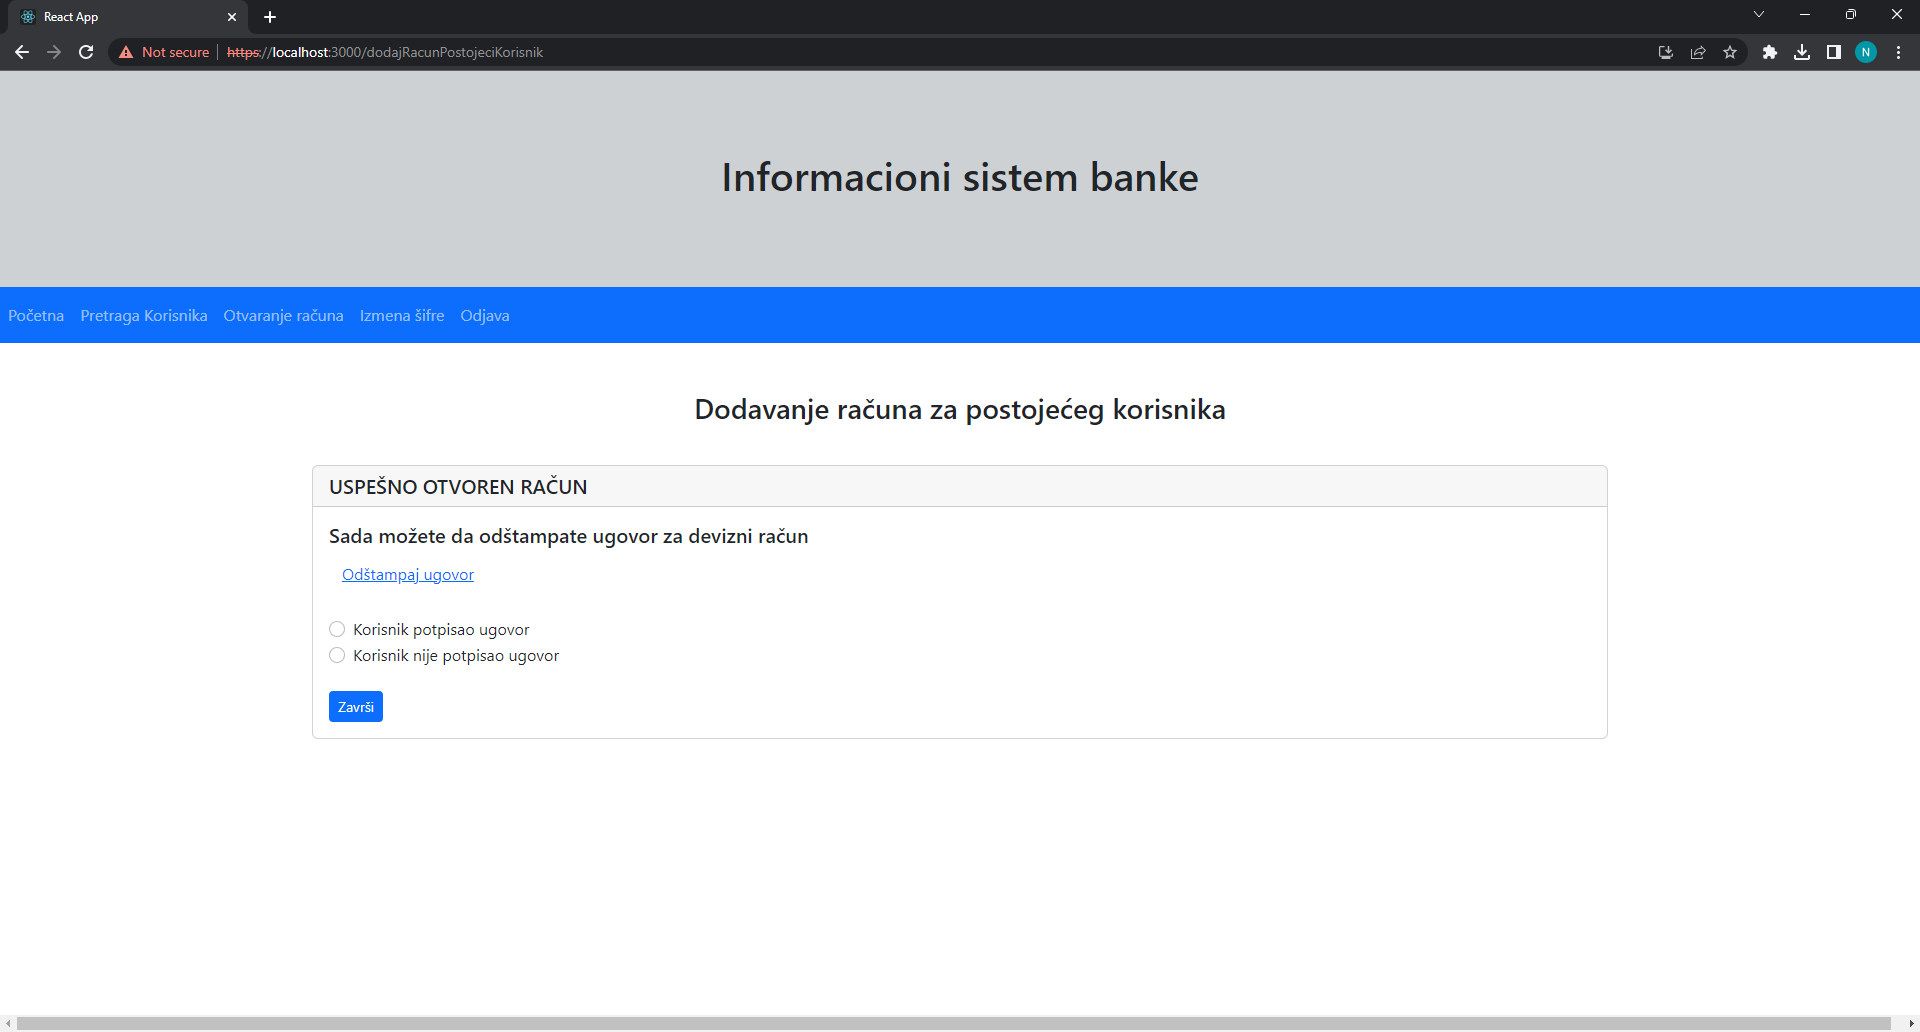 React App
Not secure https://localhost:3000/dodajRacunPostojeciKorisnik
N
Informacioni sistem banke
Početna Pretraga Korisnika Otvaranje računa Izmena šifre Odjava
Dodavanje računa za postojećeg korisnika
USPEŠNO OTVOREN RAČUN
Sada možete da odštampate ugovor za devizni račun
Odštampaj ugovor
Korisnik potpisao ugovor
Korisnik nije potpisao ugovor
Završi